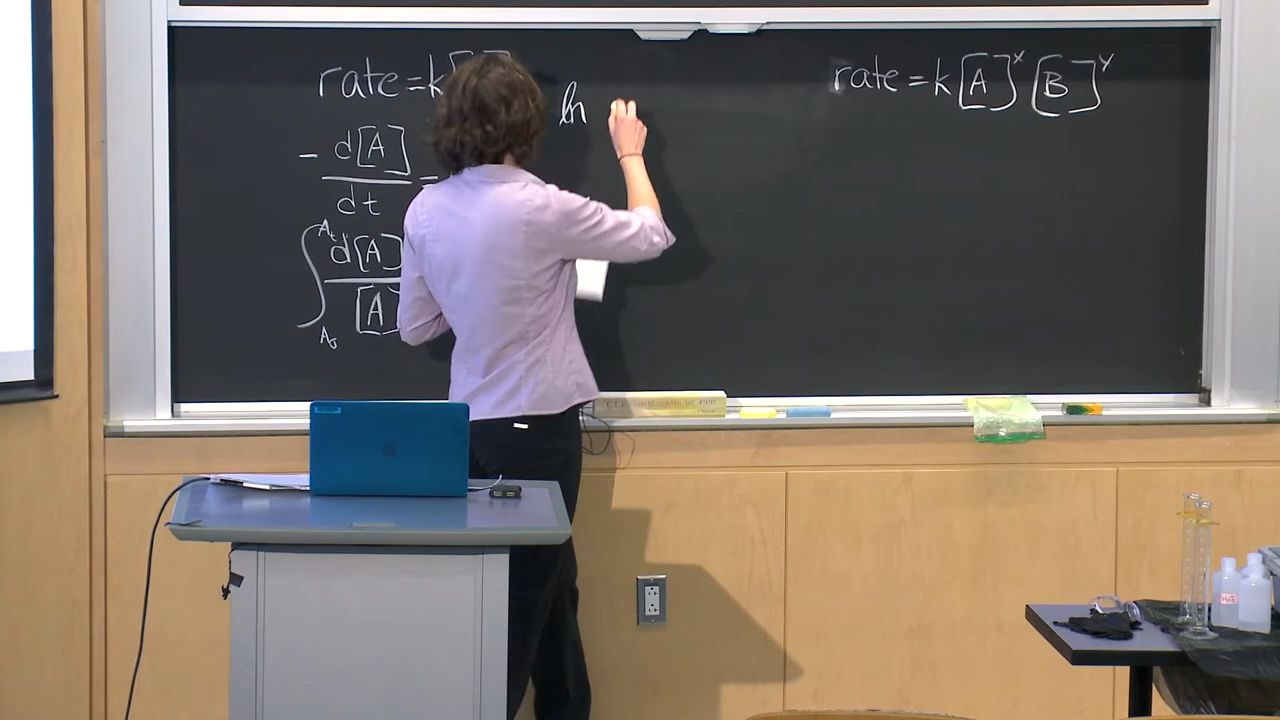 rate = k[
- d[A] / dt =
∫ A₀ Aₜ d[A] / [A]
ln
rate = k[A]ˣ [B]ʸ